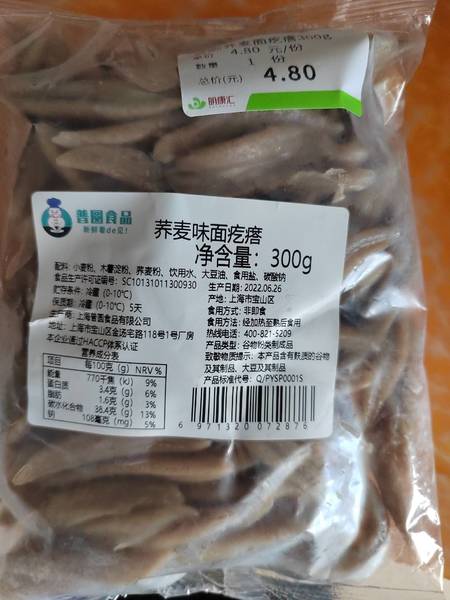 荞麦面疙瘩300g
单价 4.80 元/份
数量 1 份
总价(元) 4.80
康汇
普圆食品
新鲜看de见!
荞麦味面疙瘩
净含量: 300g
配料: 小麦粉、木薯淀粉、荞麦粉、饮用水、大豆油、食用盐、碳酸钠
食品生产许可证编号: SC10131011300930
生产日期: 2022.06.26
贮存条件: 冷藏 (0-10℃)
产地: 上海市宝山区
保质期: 冷藏 (0-10℃) 5天
食用方式: 非即食
生产商: 上海普圆食品有限公司
食用方法: 经加热至熟后食用
地址: 上海市宝山区金汤毛路118号1号厂房
热线电话: 400-821-5209
本企业通过HACCP体系认证
产品类型: 谷物粉类制成品
营养成分表
致敏物质提示: 本产品含有麸质的谷物及其制品、大豆及其制品
产品标准代号: Q/PYSP0001S
项目 每100克 (g) NRV %
能量 770千焦 (kJ) 9%
蛋白质 3.4克 (g) 6%
脂肪 1.6克 (g) 3%
碳水化合物 38.4克 (g) 13%
钠 108毫克 (mg) 5%
6 971320 072876